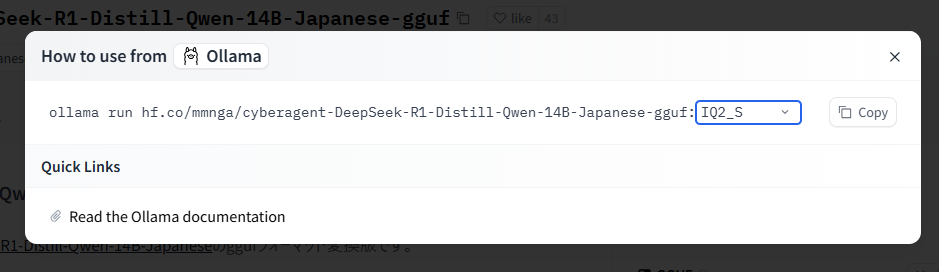 Seek-R1-Distill-Qwen-14B-Japanese-gguf like 43
How to use from Ollama
ollama run hf.co/mmnga/cyberagent-DeepSeek-R1-Distill-Qwen-14B-Japanese-gguf: IQ2_S Copy
Quick Links
Read the Ollama documentation
R1-Distill-Qwen-14B-Japaneseのggufフォーマット変換版です。